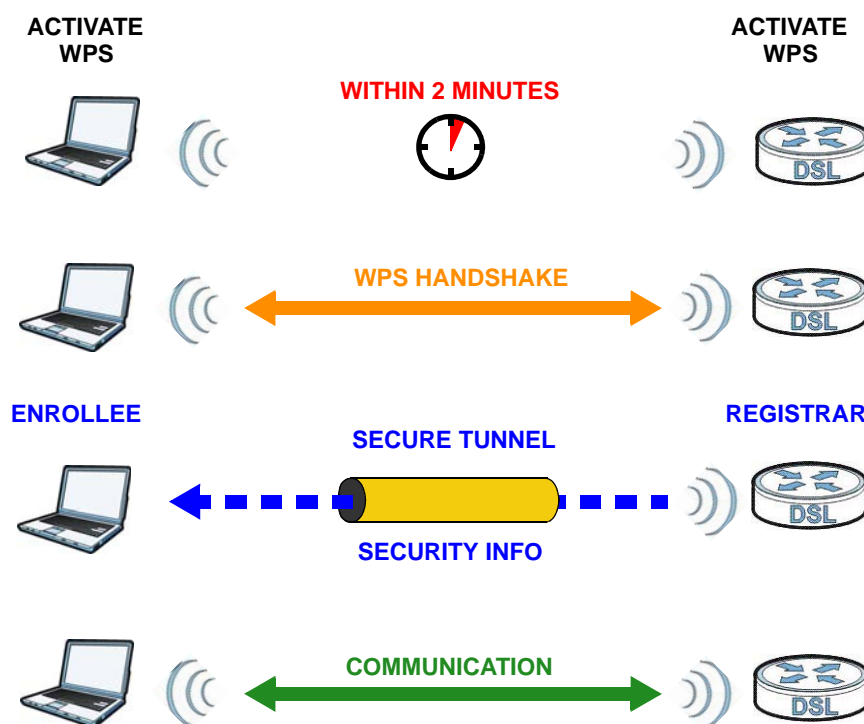 ACTIVATE
WPS
ACTIVATE
WPS
WITHIN 2 MINUTES
DSL
WPS HANDSHAKE
DSL
ENROLLEE
REGISTRAR
SECURE TUNNEL
DSL
SECURITY INFO
COMMUNICATION
DSL